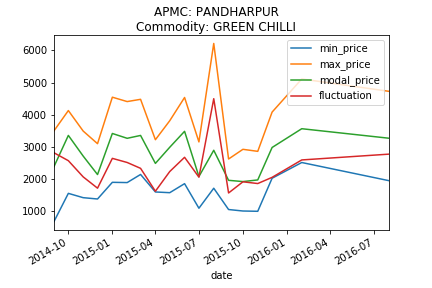 APMC: PANDHARPUR
Commodity: GREEN CHILLI
min_price
max_price
modal_price
fluctuation
6000
5000
4000
3000
2000
1000
2014-10
2015-01
2015-04
2015-07
2015-10
2016-01
2016-04
2016-07
date